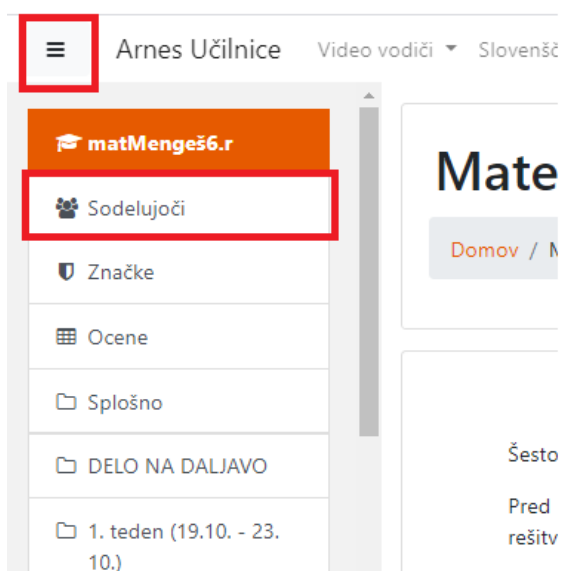 Arnes Učilnice Video vodiči
matMengeš6.r
Sodelujoči
Značke
Ocene
Splošno
DELO NA DALJAVO
1. teden (19.10. - 23.
10.)
Domov /
Pred